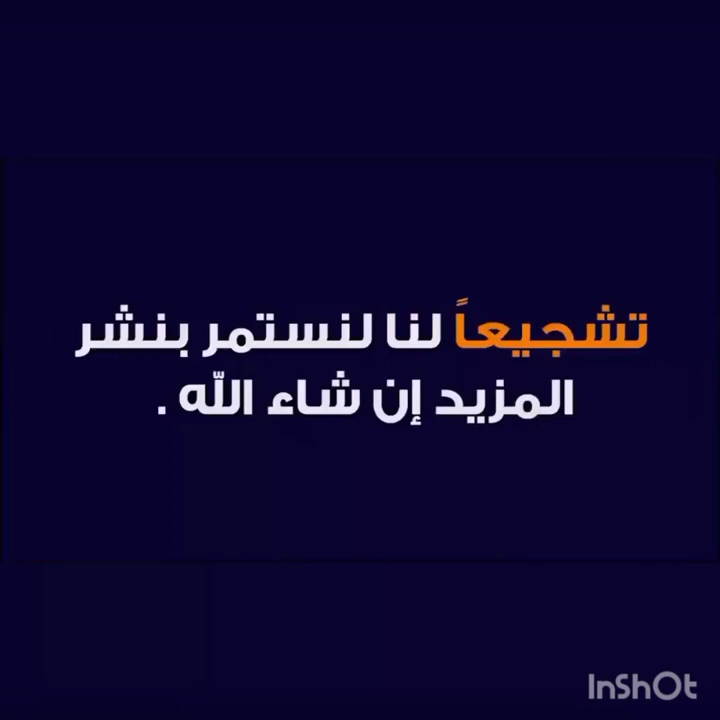 تشجيعاً لنا لنستمر بنشر
المزيد إن شاء الله .
InShOt